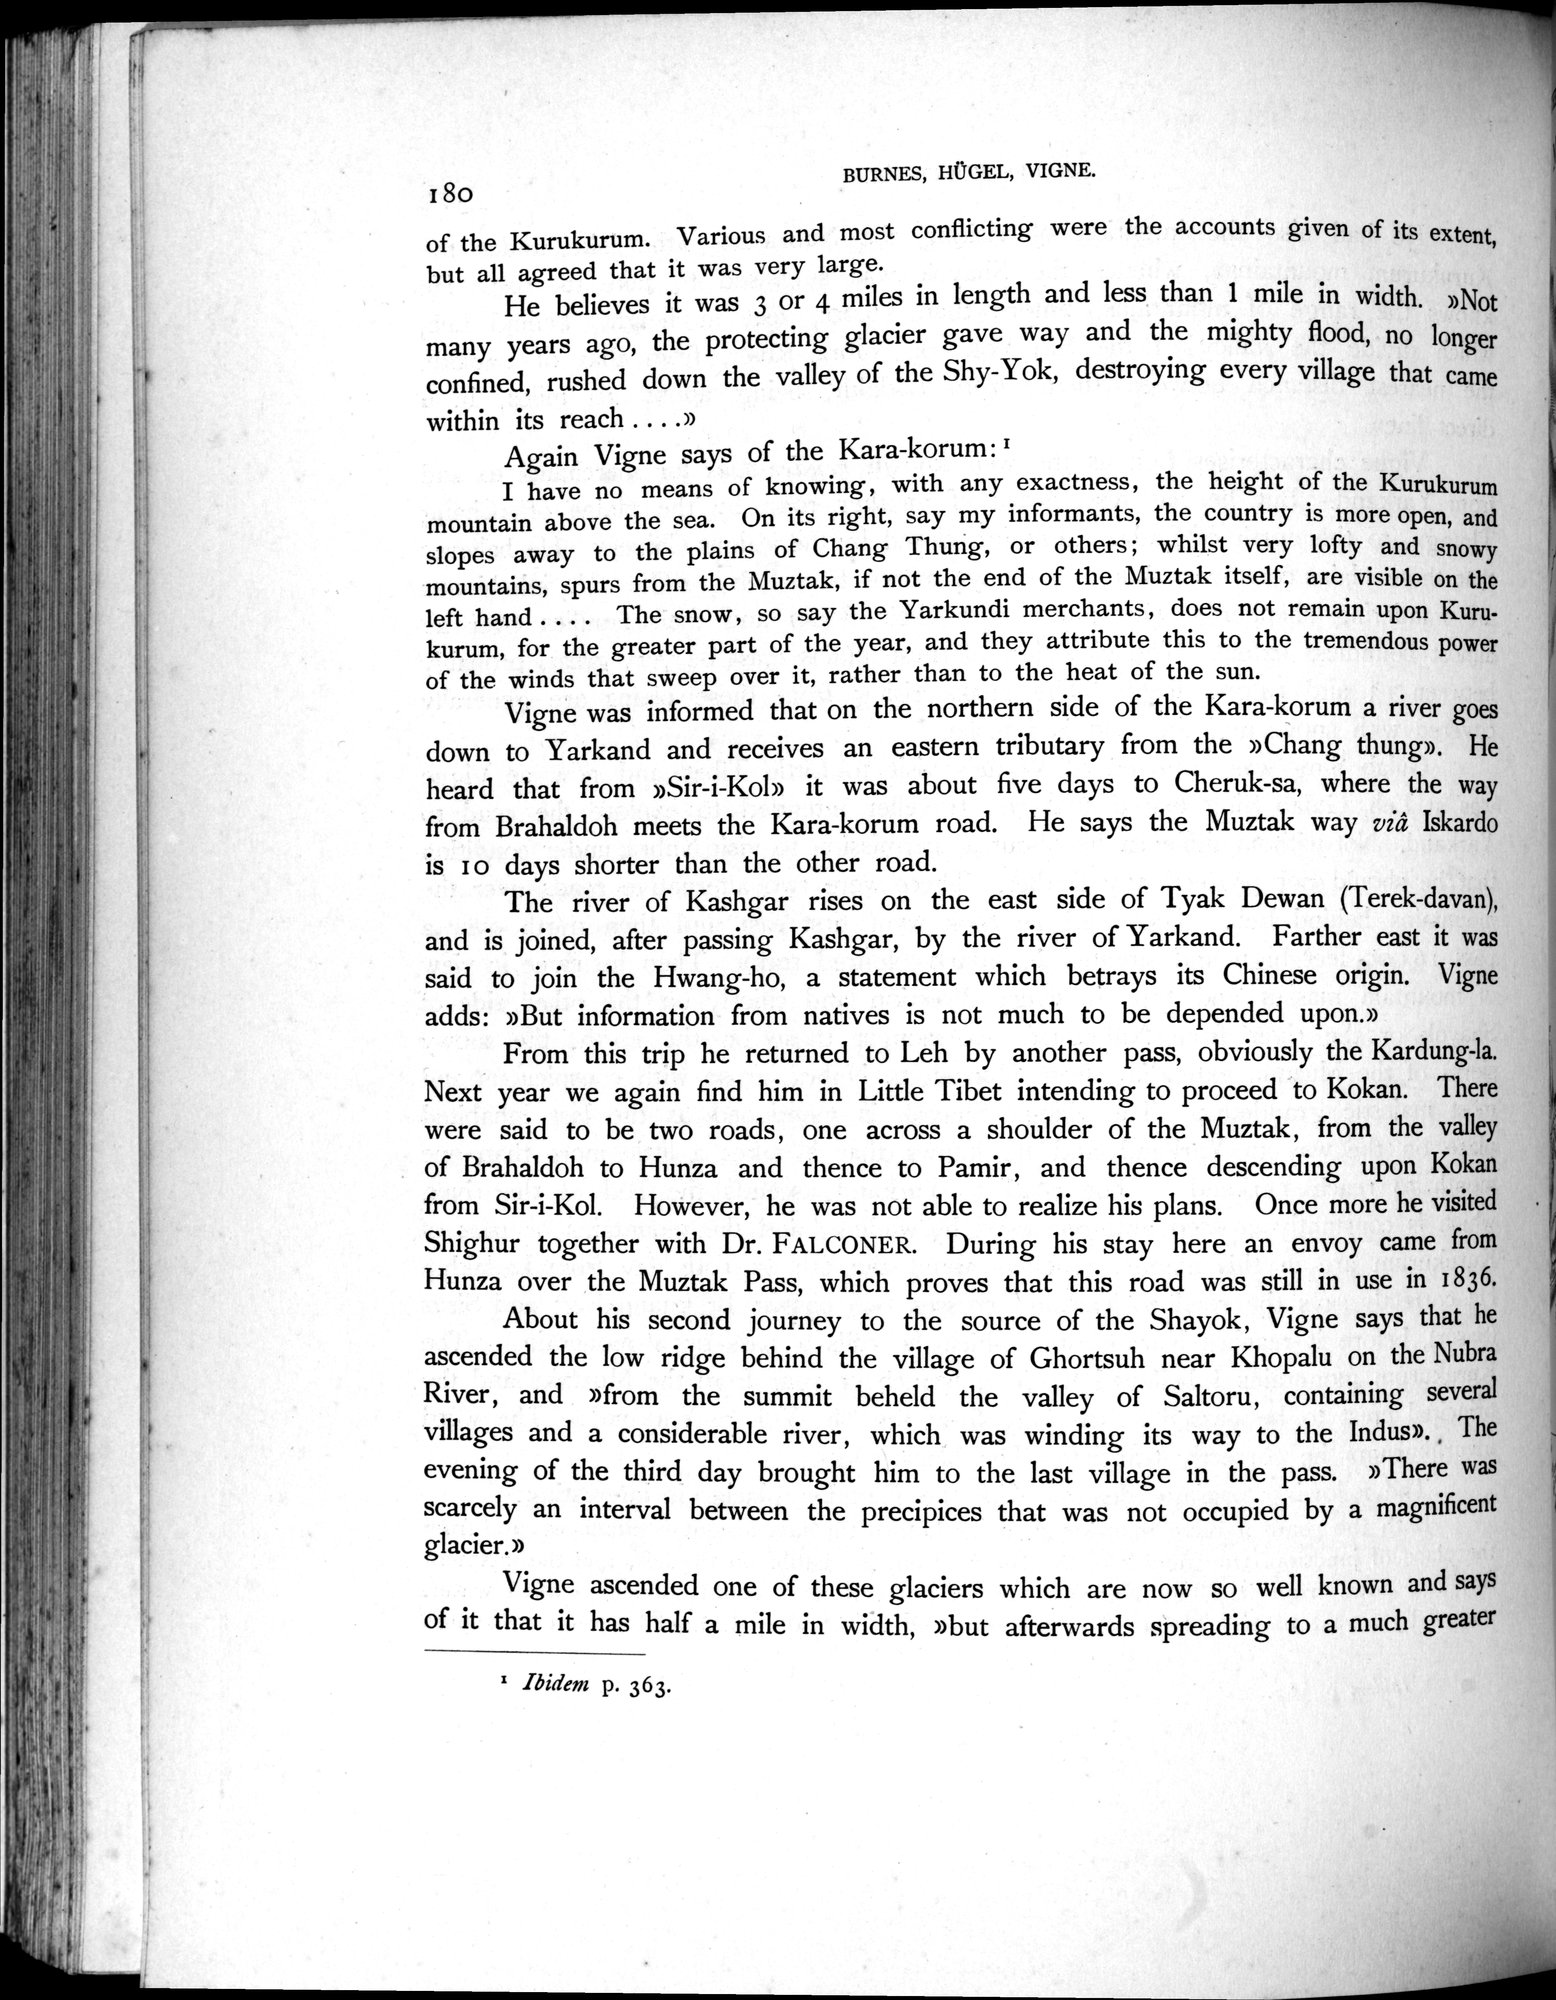 180
BURNES, HÜGEL, VIGNE.
of the Kurukurum. Various and most conflicting were the accounts given of its extent,
but all agreed that it was very large.
He believes it was 3 or 4 miles in length and less than 1 mile in width. »Not
many years ago, the protecting glacier gave way and the mighty flood, no longer
confined, rushed down the valley of the Shy-Yok, destroying every village that came
within its reach . . . .»
Again Vigne says of the Kara-korum: ¹
I have no means of knowing, with any exactness, the height of the Kurukurum
mountain above the sea. On its right, say my informants, the country is more open, and
slopes away to the plains of Chang Thung, or others; whilst very lofty and snowy
mountains, spurs from the Muztak, if not the end of the Muztak itself, are visible on the
left hand . . . . The snow, so say the Yarkundi merchants, does not remain upon Kuru-
kurum, for the greater part of the year, and they attribute this to the tremendous power
of the winds that sweep over it, rather than to the heat of the sun.
Vigne was informed that on the northern side of the Kara-korum a river goes
down to Yarkand and receives an eastern tributary from the »Chang thung». He
heard that from »Sir-i-Kol» it was about five days to Cheruk-sa, where the way
from Brahaldoh meets the Kara-korum road. He says the Muztak way viâ Iskardo
is 10 days shorter than the other road.
The river of Kashgar rises on the east side of Tyak Dewan (Terek-davan),
and is joined, after passing Kashgar, by the river of Yarkand. Farther east it was
said to join the Hwang-ho, a statement which betrays its Chinese origin. Vigne
adds: »But information from natives is not much to be depended upon.»
From this trip he returned to Leh by another pass, obviously the Kardung-la.
Next year we again find him in Little Tibet intending to proceed to Kokan. There
were said to be two roads, one across a shoulder of the Muztak, from the valley
of Brahaldoh to Hunza and thence to Pamir, and thence descending upon Kokan
from Sir-i-Kol. However, he was not able to realize his plans. Once more he visited
Shighur together with Dr. FALCONER. During his stay here an envoy came from
Hunza over the Muztak Pass, which proves that this road was still in use in 1836.
About his second journey to the source of the Shayok, Vigne says that he
ascended the low ridge behind the village of Ghortsuh near Khopalu on the Nubra
River, and »from the summit beheld the valley of Saltoru, containing several
villages and a considerable river, which was winding its way to the Indus». The
evening of the third day brought him to the last village in the pass. »There was
scarcely an interval between the precipices that was not occupied by a magnificent
glacier.»
Vigne ascended one of these glaciers which are now so well known and says
of it that it has half a mile in width, »but afterwards spreading to a much greater
¹ Ibidem p. 363.